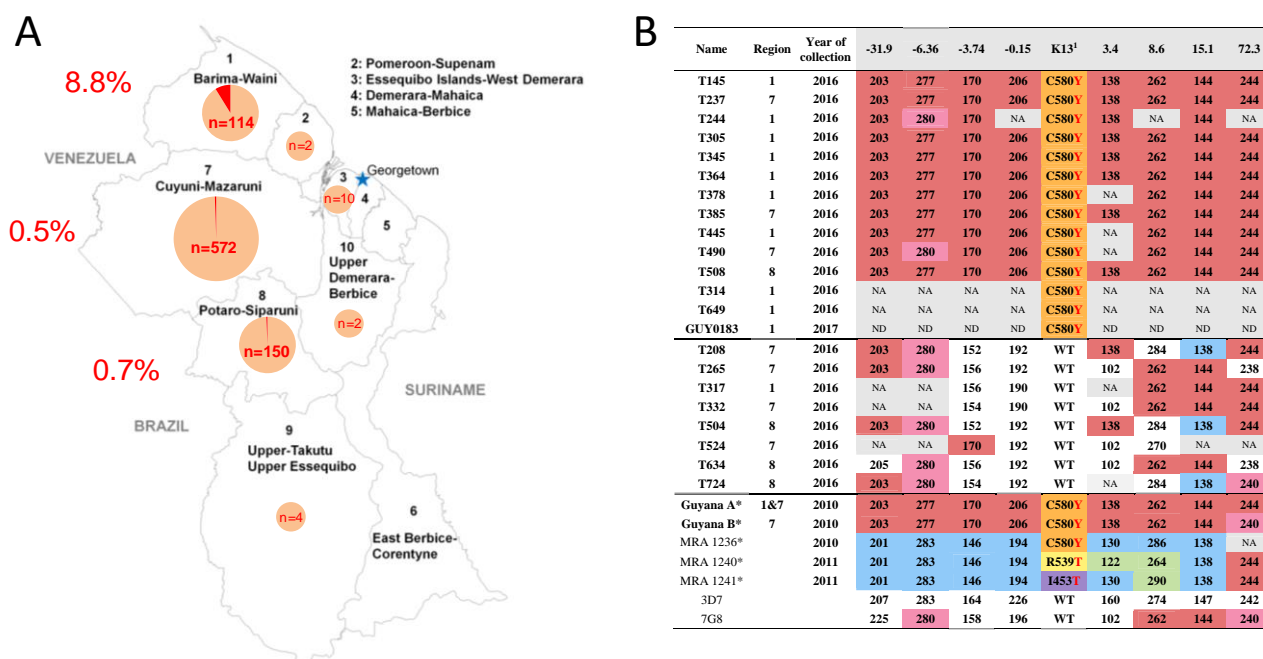 A
8.8%
1
Barima-Waini
n=114
2: Pomeroon-Supenam
3: Essequibo Islands-West Demerara
4: Demerara-Mahaica
5: Mahaica-Berbice
2
n=2
VENEZUELA
7
Cuyuni-Mazaruni
Georgetown
3
n=10
4
5
0.5%
n=572
10
Upper
Demerara-
Berbice
n=2
8
Potaro-Siparuni
n=150
0.7%
SURINAME
BRAZIL
9
Upper-Takutu
Upper Essequibo
n=4
6
East Berbice-
Corentyne
B
Name Region Year of collection -31.9 -6.36 -3.74 -0.15 K13¹ 3.4 8.6 15.1 72.3
T145 1 2016 203 277 170 206 C580Y 138 262 144 244
T237 7 2016 203 277 170 206 C580Y 138 262 144 244
T244 1 2016 203 280 170 NA C580Y 138 NA 144 NA
T305 1 2016 203 277 170 206 C580Y 138 262 144 244
T345 1 2016 203 277 170 206 C580Y 138 262 144 244
T364 1 2016 203 277 170 206 C580Y 138 262 144 244
T378 1 2016 203 277 170 206 C580Y NA 262 144 244
T385 7 2016 203 277 170 206 C580Y 138 262 144 244
T445 1 2016 203 277 170 206 C580Y NA 262 144 244
T490 7 2016 203 280 170 206 C580Y NA 262 144 244
T508 8 2016 203 277 170 206 C580Y 138 262 144 244
T314 1 2016 NA NA NA NA C580Y NA NA NA NA
T649 1 2016 NA NA NA NA C580Y NA NA NA NA
GUY0183 1 2017 ND ND ND ND C580Y ND ND ND ND
T208 7 2016 203 280 152 192 WT 138 284 138 244
T265 7 2016 203 280 156 192 WT 102 262 144 238
T317 1 2016 NA NA 156 190 WT NA 262 144 244
T332 7 2016 NA NA 154 190 WT 102 262 144 244
T504 8 2016 203 280 152 192 WT 138 284 138 244
T524 7 2016 NA NA 170 192 WT 102 270 NA NA
T634 8 2016 205 280 156 192 WT 102 262 144 238
T724 8 2016 203 280 154 192 WT NA 284 138 240
Guyana A* 1&7 2010 203 277 170 206 C580Y 138 262 144 244
Guyana B* 7 2010 203 277 170 206 C580Y 138 262 144 240
MRA 1236* 2010 201 283 146 194 C580Y 130 286 138 NA
MRA 1240* 2011 201 283 146 194 R539T 122 264 138 244
MRA 1241* 2011 201 283 146 194 I453T 130 290 138 244
3D7 207 283 164 226 WT 160 274 147 242
7G8 225 280 158 196 WT 102 262 144 240